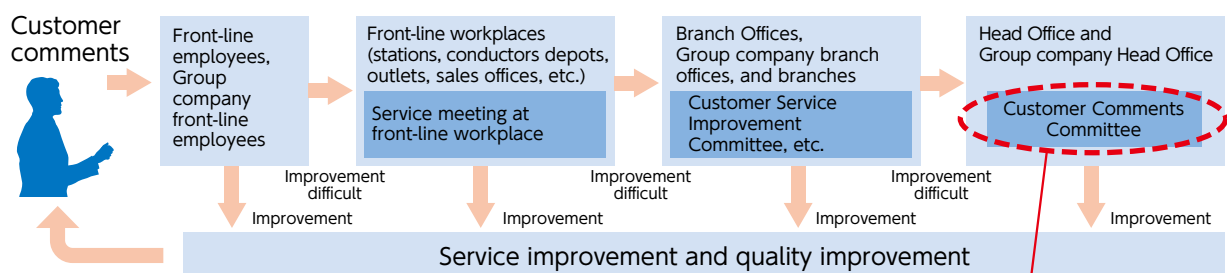 Customer
comments
Front-line
employees,
Group
company
front-line
employees
Front-line workplaces
(stations, conductors depots,
outlets, sales offices, etc.)
Service meeting at
front-line workplace
Branch Offices,
Group company branch
offices, and branches
Customer Service
Improvement
Committee, etc.
Head Office and
Group company Head Office
Customer Comments
Committee
Improvement
difficult
Improvement
difficult
Improvement
difficult
Improvement
Improvement
Improvement
Improvement
Service improvement and quality improvement